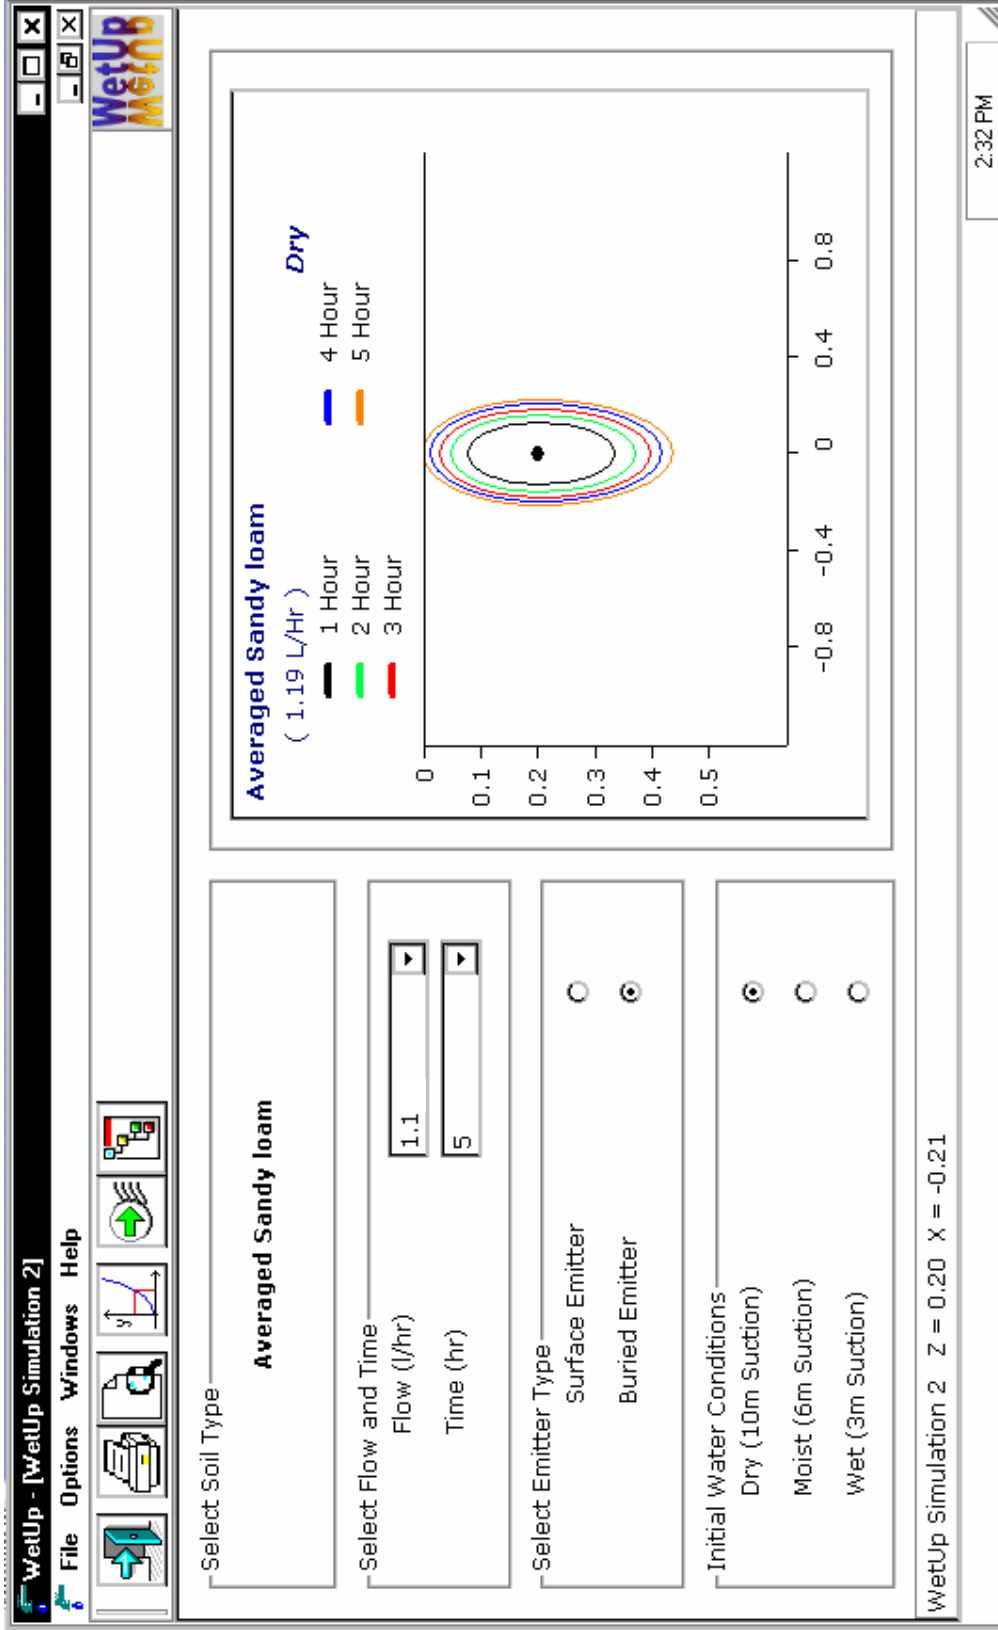 WetUp - [WetUp Simulation 2]
File Options Windows Help
WetUp
WetUp
Select Soil Type
Averaged Sandy loam
Select Flow and Time
Flow (l/hr) 1.1
Time (hr) 5
Select Emitter Type
Surface Emitter
Buried Emitter
Initial Water Conditions
Dry (10m Suction)
Moist (6m Suction)
Wet (3m Suction)
Averaged Sandy loam
( 1.19 L/Hr ) Dry
1 Hour 4 Hour
2 Hour 5 Hour
3 Hour
0
0.1
0.2
0.3
0.4
0.5
-0.8 -0.4 0 0.4 0.8
WetUp Simulation 2 Z = 0.20 X = -0.21
2:32 PM